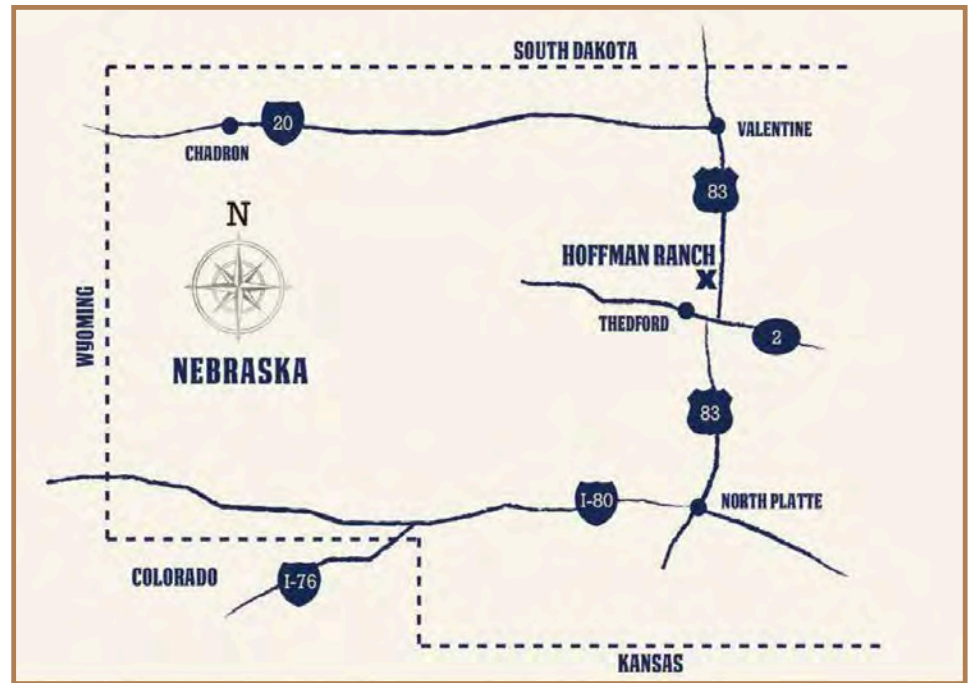 SOUTH DAKOTA
20
VALENTINE
CHADRON
83
N
HOFFMAN RANCH
X
WYOMING
THEDFORD
2
NEBRASKA
83
I-80
NORTH PLATTE
COLORADO
I-76
KANSAS